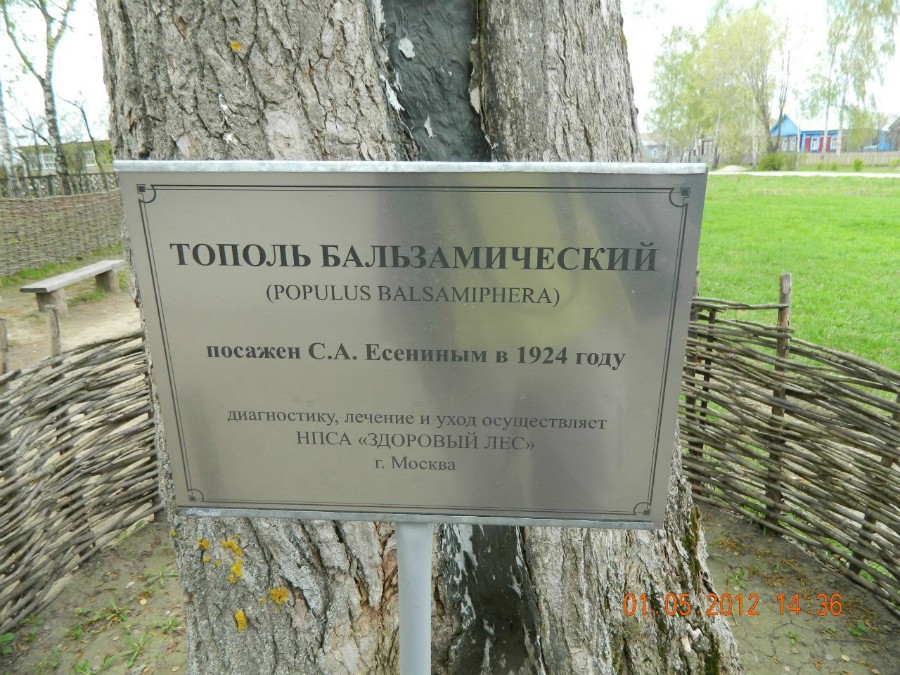 ТОПОЛЬ БАЛЬЗАМИЧЕСКИЙ
(POPULUS BALSAMIPHERA)
посажен С.А. Есениным в 1924 году
диагностику, лечение и уход осуществляет
НПСА «ЗДОРОВЫЙ ЛЕС»
г. Москва
01.05.2012 14:36